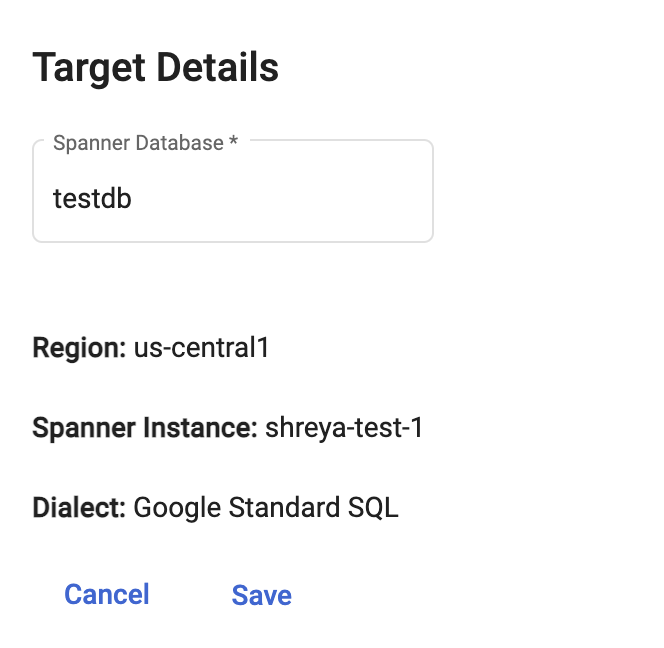 Target Details
Spanner Database *
testdb
Region: us-central1
Spanner Instance: shreya-test-1
Dialect: Google Standard SQL
Cancel Save